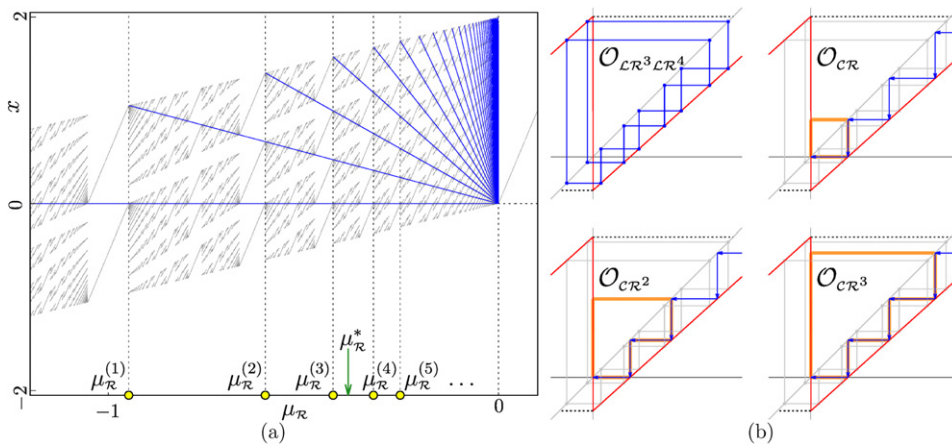 2
x
0
-2
μ_R^(1)
μ_R^(2)
μ_R^(3)
μ_R^*
μ_R^(4)
μ_R^(5)
...
-1
μ_R
0
(a)
O_{LR^3LR^4}
O_{CR}
O_{CR^2}
O_{CR^3}
(b)